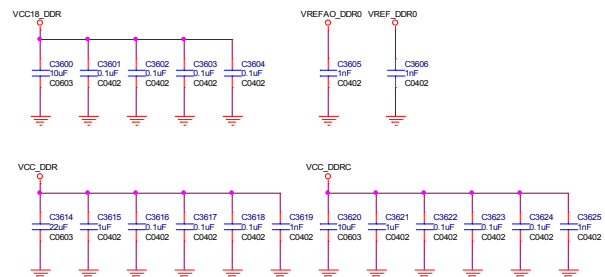 VCC18_DDR
VREFAO_DDR0 VREF_DDR0
C3600 C3601 C3602 C3603 C3604 C3605 C3606
10uF 0.1uF 0.1uF 0.1uF 0.1uF 1nF 1nF
C0603 C0402 C0402 C0402 C0402 C0402 C0402
VCC_DDR VCC_DDRC
C3614 C3615 C3616 C3617 C3618 C3619 C3620 C3621 C3622 C3623 C3624 C3625
22uF 1uF 0.1uF 0.1uF 0.1uF 1nF 10uF 1uF 0.1uF 0.1uF 0.1uF 1nF
C0603 C0402 C0402 C0402 C0402 C0402 C0603 C0402 C0402 C0402 C0402 C0402